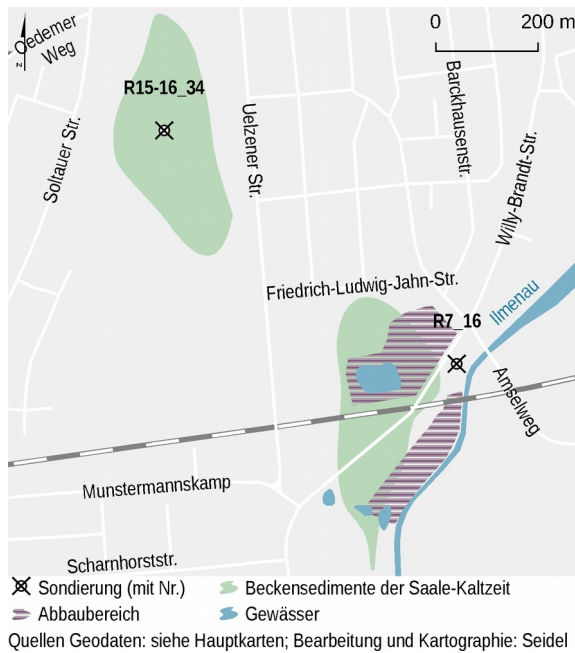 Oedemer
Weg
N
0 200 m
R15-16_34
Soltauer Str.
Uelzener Str.
Barckhausenstr.
Willy-Brandt-Str.
Friedrich-Ludwig-Jahn-Str.
Ilmenau
R7_16
Amselweg
Munstermannskamp
Scharnhorststr.
Sondierung (mit Nr.) Beckensedimente der Saale-Kaltzeit
Abbaubereich Gewässer
Quellen Geodaten: siehe Hauptkarten; Bearbeitung und Kartographie: Seidel